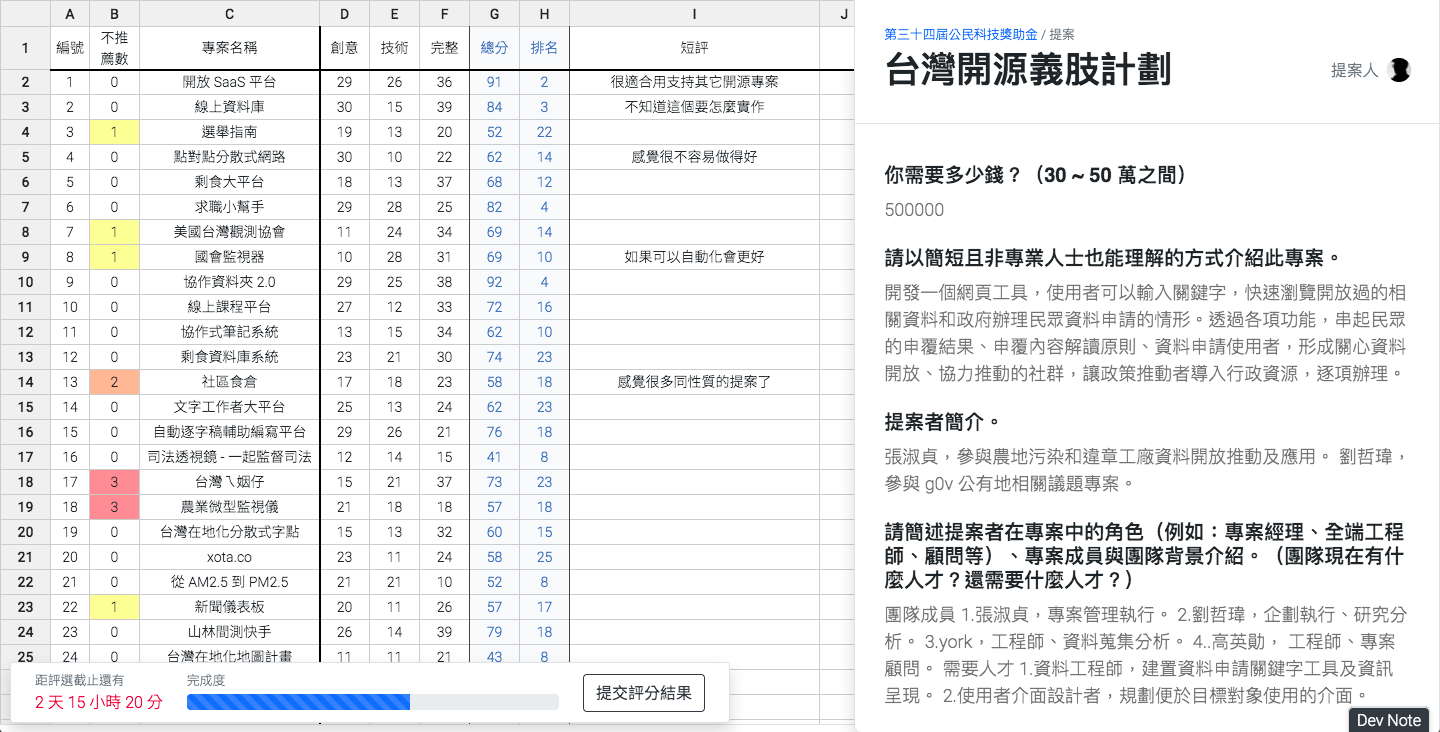 A B C D E F G H I J
1 編號 不推薦數 專案名稱 創意 技術 完整 總分 排名 短評
2 1 0 開放 SaaS 平台 29 26 36 91 2 很適合用支持其它開源專案
3 2 0 線上資料庫 30 15 39 84 3 不知道這個要怎麼實作
4 3 1 選舉指南 19 13 20 52 22
5 4 0 點對點分散式網路 30 10 22 62 14 感覺很不容易做得好
6 5 0 剩食大平台 18 13 37 68 12
7 6 0 求職小幫手 29 28 25 82 4
8 7 1 美國台灣觀測協會 11 24 34 69 14
9 8 1 國會監視器 10 28 31 69 10 如果可以自動化會更好
10 9 0 協作資料夾 2.0 29 25 38 92 4
11 10 0 線上課程平台 27 12 33 72 16
12 11 0 協作式筆記系統 13 15 34 62 10
13 12 0 剩食資料庫系統 23 21 30 74 23
14 13 2 社區食倉 17 18 23 58 18 感覺很多同性質的提案了
15 14 0 文字工作者大平台 25 13 24 62 23
16 15 0 自動逐字稿輔助編寫平台 29 26 21 76 18
17 16 0 司法透視鏡 - 一起監督司法 12 14 15 41 8
18 17 3 台灣ㄟ姻仔 15 21 37 73 23
19 18 3 農業微型監視儀 21 18 18 57 18
20 19 0 台灣在地化分散式字點 15 13 32 60 15
21 20 0 xota.co 23 11 24 58 25
22 21 0 從 AM2.5 到 PM2.5 21 21 10 52 8
23 22 1 新聞儀表板 20 11 26 57 17
24 23 0 山林間測快手 26 14 39 79 18
25 24 0 台灣在地化地圖計畫 11 11 21 43 8
距評選截止還有
2 天 15 小時 20 分
完成度
提交評分結果
第三十四屆公民科技獎助金 / 提案
台灣開源義肢計劃
提案人
你需要多少錢？（30 ~ 50 萬之間）
500000
請以簡短且非專業人士也能理解的方式介紹此專案。
開發一個網頁工具，使用者可以輸入關鍵字，快速瀏覽開放過的相
關資料和政府辦理民眾資料申請的情形。透過各項功能，串起民眾
的申覆結果、申覆內容解讀原則、資料申請使用者，形成關心資料
開放、協力推動的社群，讓政策推動者導入行政資源，逐項辦理。
提案者簡介。
張淑貞，參與農地污染和違章工廠資料開放推動及應用。 劉哲瑋，
參與 g0v 公有地相關議題專案。
請簡述提案者在專案中的角色（例如：專案經理、全端工程
師、顧問等）、專案成員與團隊背景介紹。（團隊現在有什
麼人才？還需要什麼人才？）
團隊成員 1.張淑貞，專案管理執行。 2.劉哲瑋，企劃執行、研究分
析。 3.york，工程師、資料蒐集分析。 4..高英勛， 工程師、專案
顧問。 需要人才 1.資料工程師，建置資料申請關鍵字工具及資訊
呈現。 2.使用者介面設計者，規劃便於目標對象使用的介面。
Dev Note